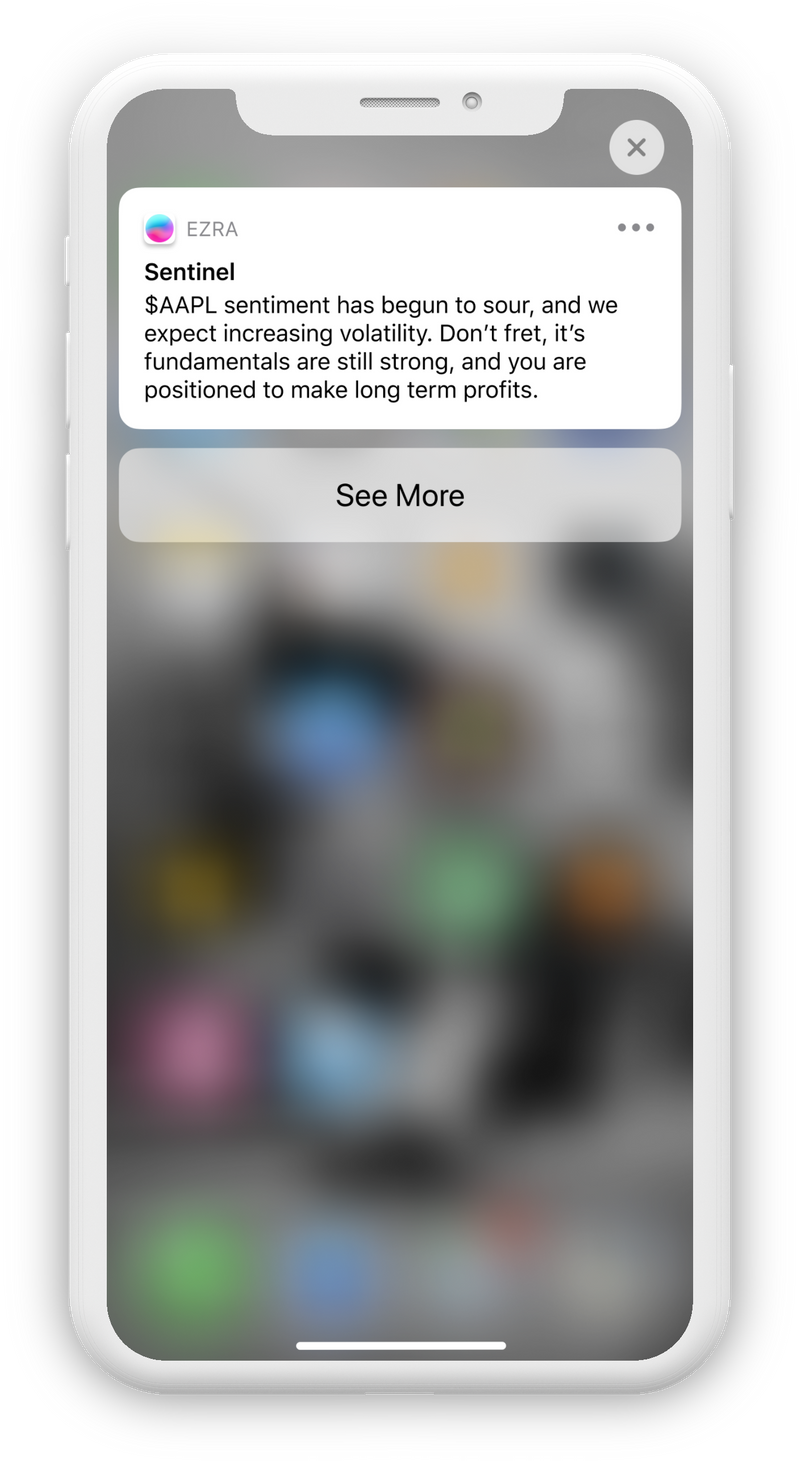 EZRA
Sentinel
$AAPL sentiment has begun to sour, and we
expect increasing volatility. Don’t fret, it’s
fundamentals are still strong, and you are
positioned to make long term profits.
See More